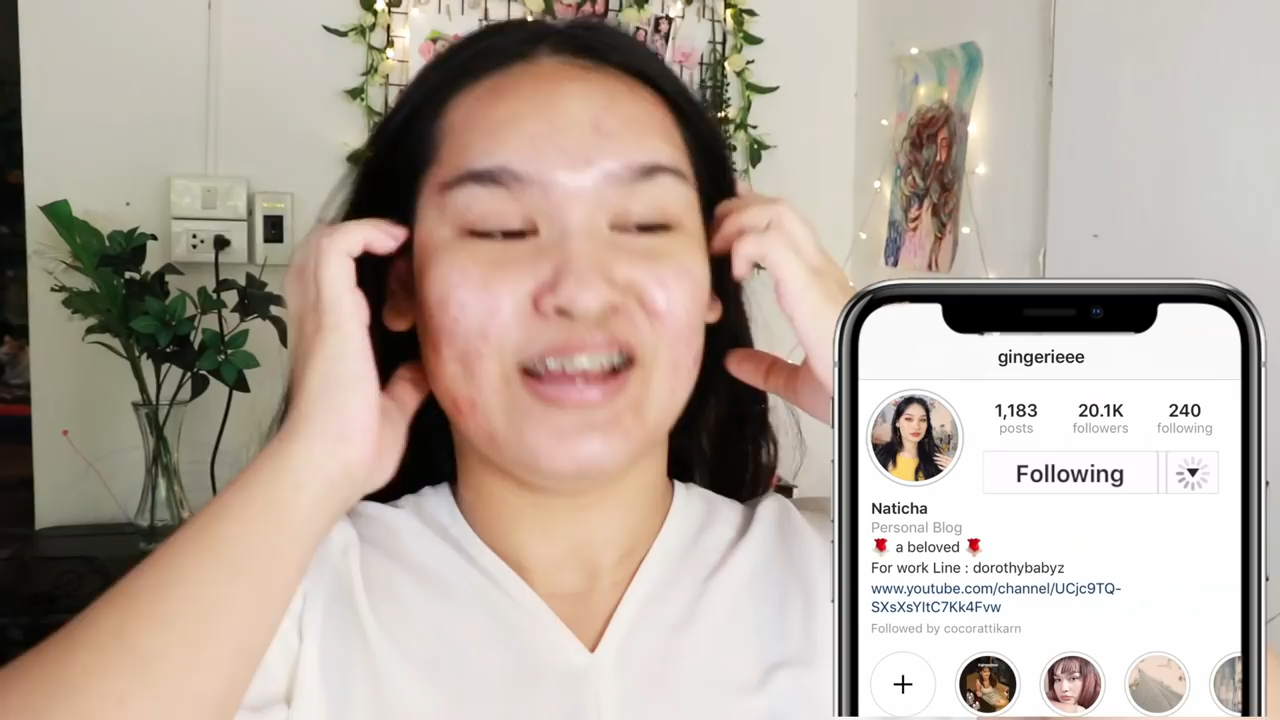 gingerieee
1,183 20.1K 240
posts followers following
Following
Naticha
Personal Blog
🌹 a beloved 🌹
For work Line : dorothybabyz
www.youtube.com/channel/UCjc9TQ-
SXsXsYItC7Kk4Fvw
Followed by cocorattikarn